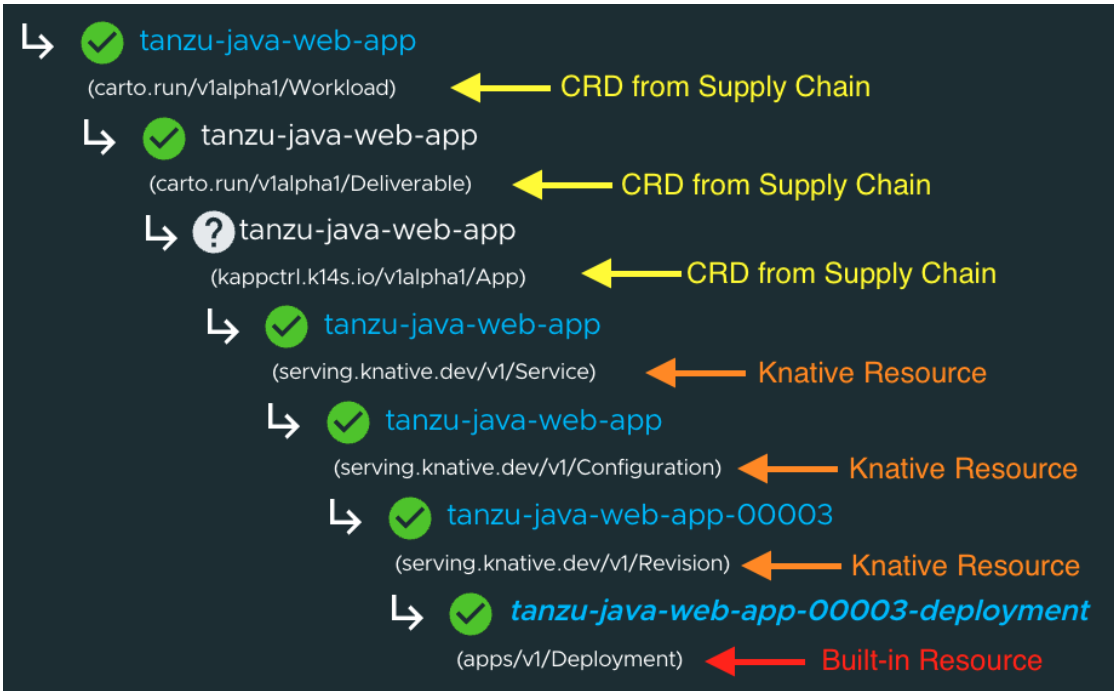 tanzu-java-web-app
(carto.run/v1alpha1/Workload) CRD from Supply Chain
tanzu-java-web-app
(carto.run/v1alpha1/Deliverable) CRD from Supply Chain
? tanzu-java-web-app
(kappctrl.k14s.io/v1alpha1/App) CRD from Supply Chain
tanzu-java-web-app
(serving.knative.dev/v1/Service) Knative Resource
tanzu-java-web-app
(serving.knative.dev/v1/Configuration) Knative Resource
tanzu-java-web-app-00003
(serving.knative.dev/v1/Revision) Knative Resource
tanzu-java-web-app-00003-deployment
(apps/v1/Deployment) Built-in Resource